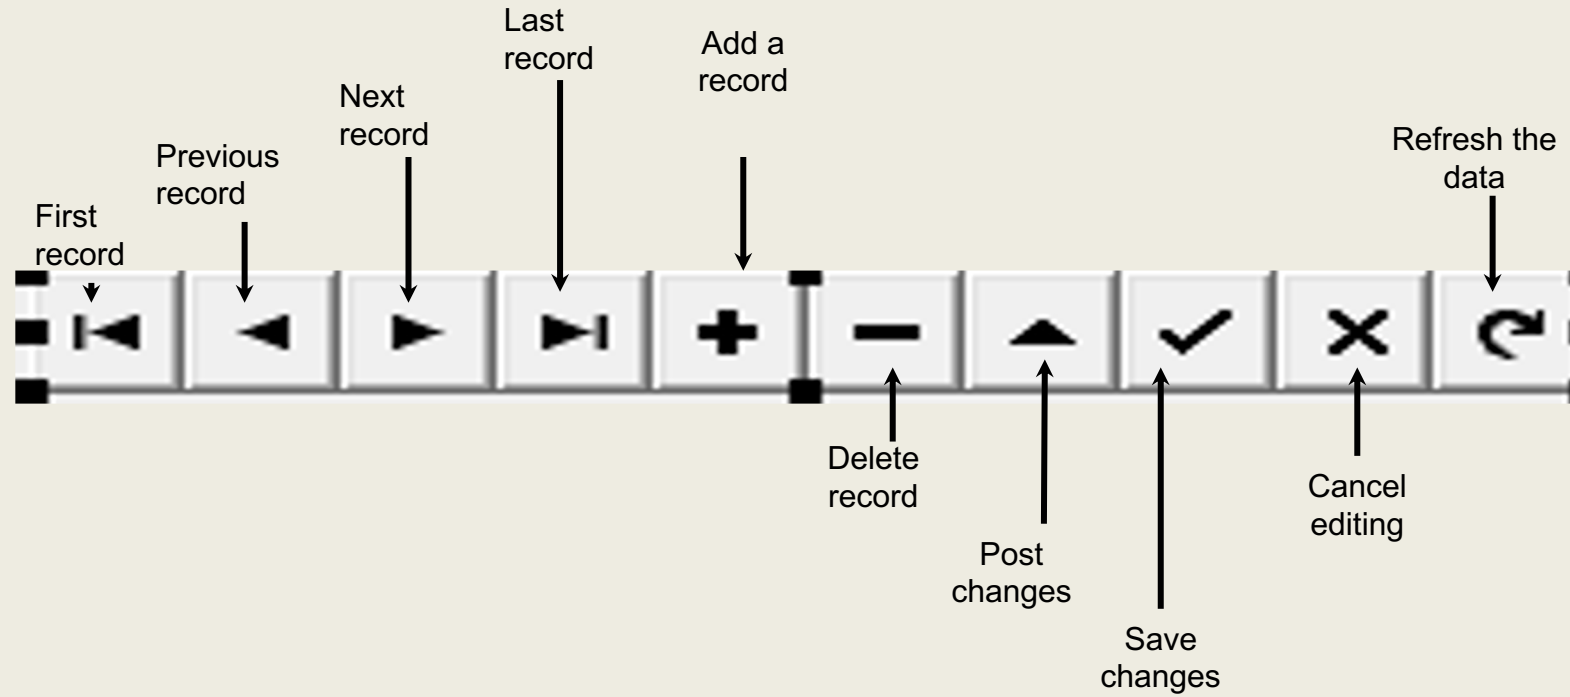 First
record
Previous
record
Next
record
Last
record
Add a
record
Refresh the
data
Delete
record
Post
changes
Save
changes
Cancel
editing